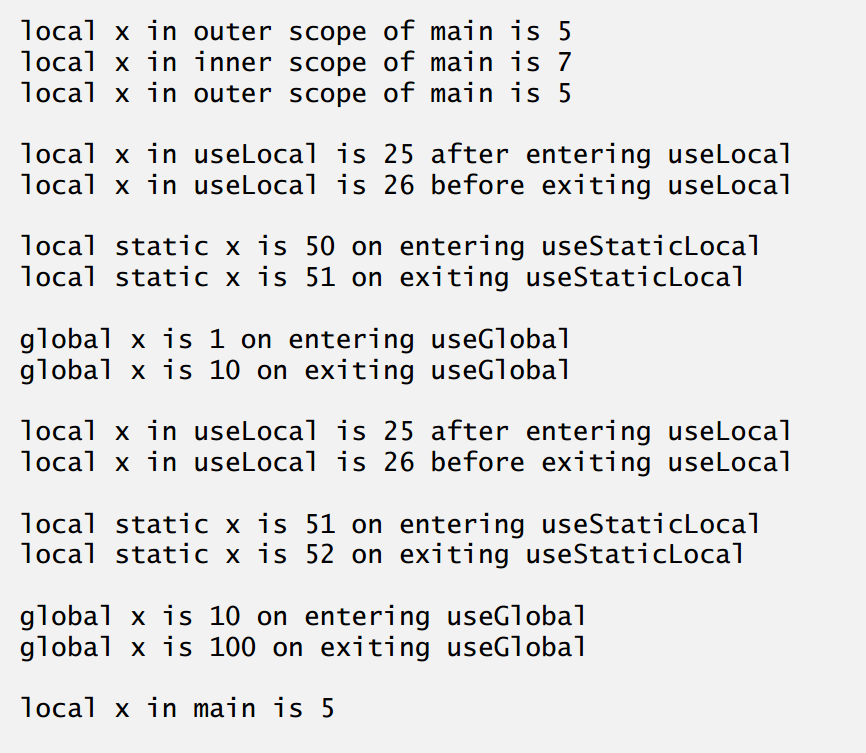 local x in outer scope of main is 5
local x in inner scope of main is 7
local x in outer scope of main is 5

local x in useLocal is 25 after entering useLocal
local x in useLocal is 26 before exiting useLocal

local static x is 50 on entering useStaticLocal
local static x is 51 on exiting useStaticLocal

global x is 1 on entering useGlobal
global x is 10 on exiting useGlobal

local x in useLocal is 25 after entering useLocal
local x in useLocal is 26 before exiting useLocal

local static x is 51 on entering useStaticLocal
local static x is 52 on exiting useStaticLocal

global x is 10 on entering useGlobal
global x is 100 on exiting useGlobal

local x in main is 5